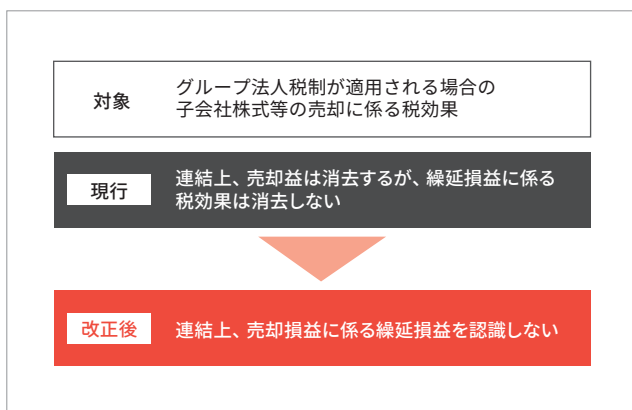 対象
グループ法人税制が適用される場合の
子会社株式等の売却に係る税効果
現行
連結上、売却益は消去するが、繰延損益に係る
税効果は消去しない
改正後
連結上、売却損益に係る繰延損益を認識しない